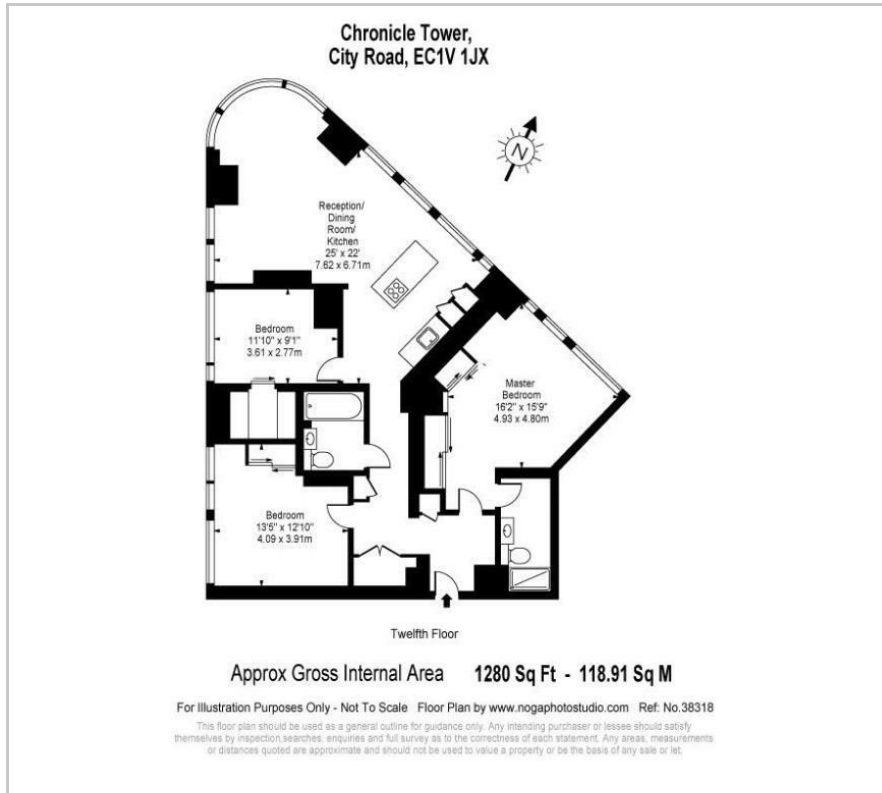 Chronicle Tower,
City Road, EC1V 1JX
N
Reception/
Dining
Room/
Kitchen
25' x 22'
7.62 x 6.71m
Bedroom
11'10" x 9'1"
3.61 x 2.77m
Master
Bedroom
16'2" x 15'9"
4.93 x 4.80m
Bedroom
13'5" x 12'10"
4.09 x 3.91m
Twelfth Floor
Approx Gross Internal Area 1280 Sq Ft - 118.91 Sq M
For Illustration Purposes Only - Not To Scale Floor Plan by www.nogaphotostudio.com Ref: No.38318
This floor plan should be used as a general outline for guidance only. Any intending purchaser or lessee should satisfy
themselves by inspection,searches, enquiries and full survey as to the correctness of each statement. Any areas, measurements
or distances quoted are approximate and should not be used to value a property or be the basis of any sale or let.